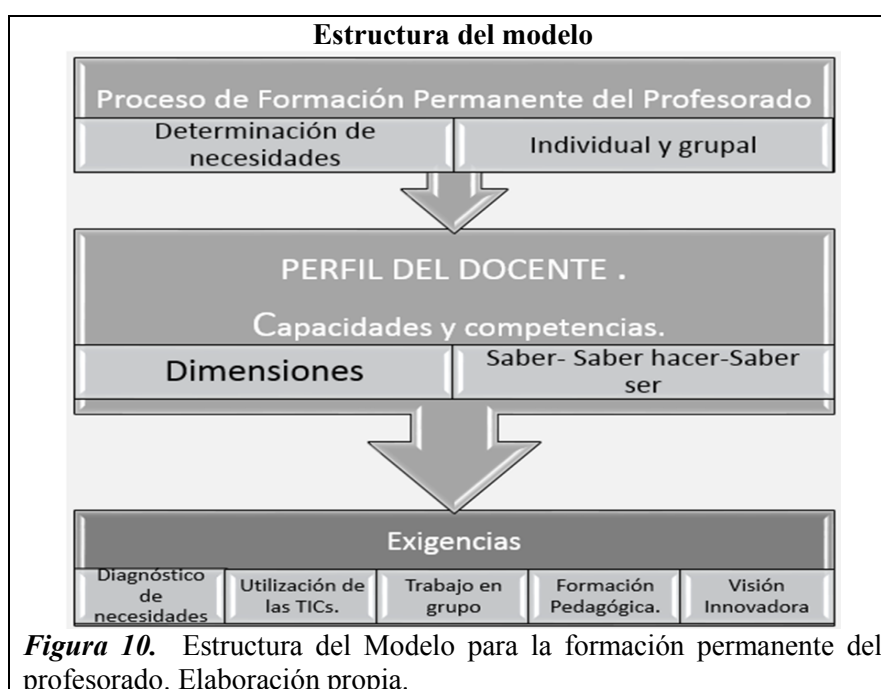 Estructura del modelo
Proceso de Formación Permanente del Profesorado
Determinación de
necesidades
Individual y grupal
PERFIL DEL DOCENTE .
Capacidades y competencias.
Dimensiones
Saber- Saber hacer-Saber
ser
Exigencias
Diagnóstico
de
necesidades
Utilización de
las TICs.
Trabajo en
grupo
Formación
Pedagógica.
Visión
Innovadora
Figura 10. Estructura del Modelo para la formación permanente del
profesorado. Elaboración propia.